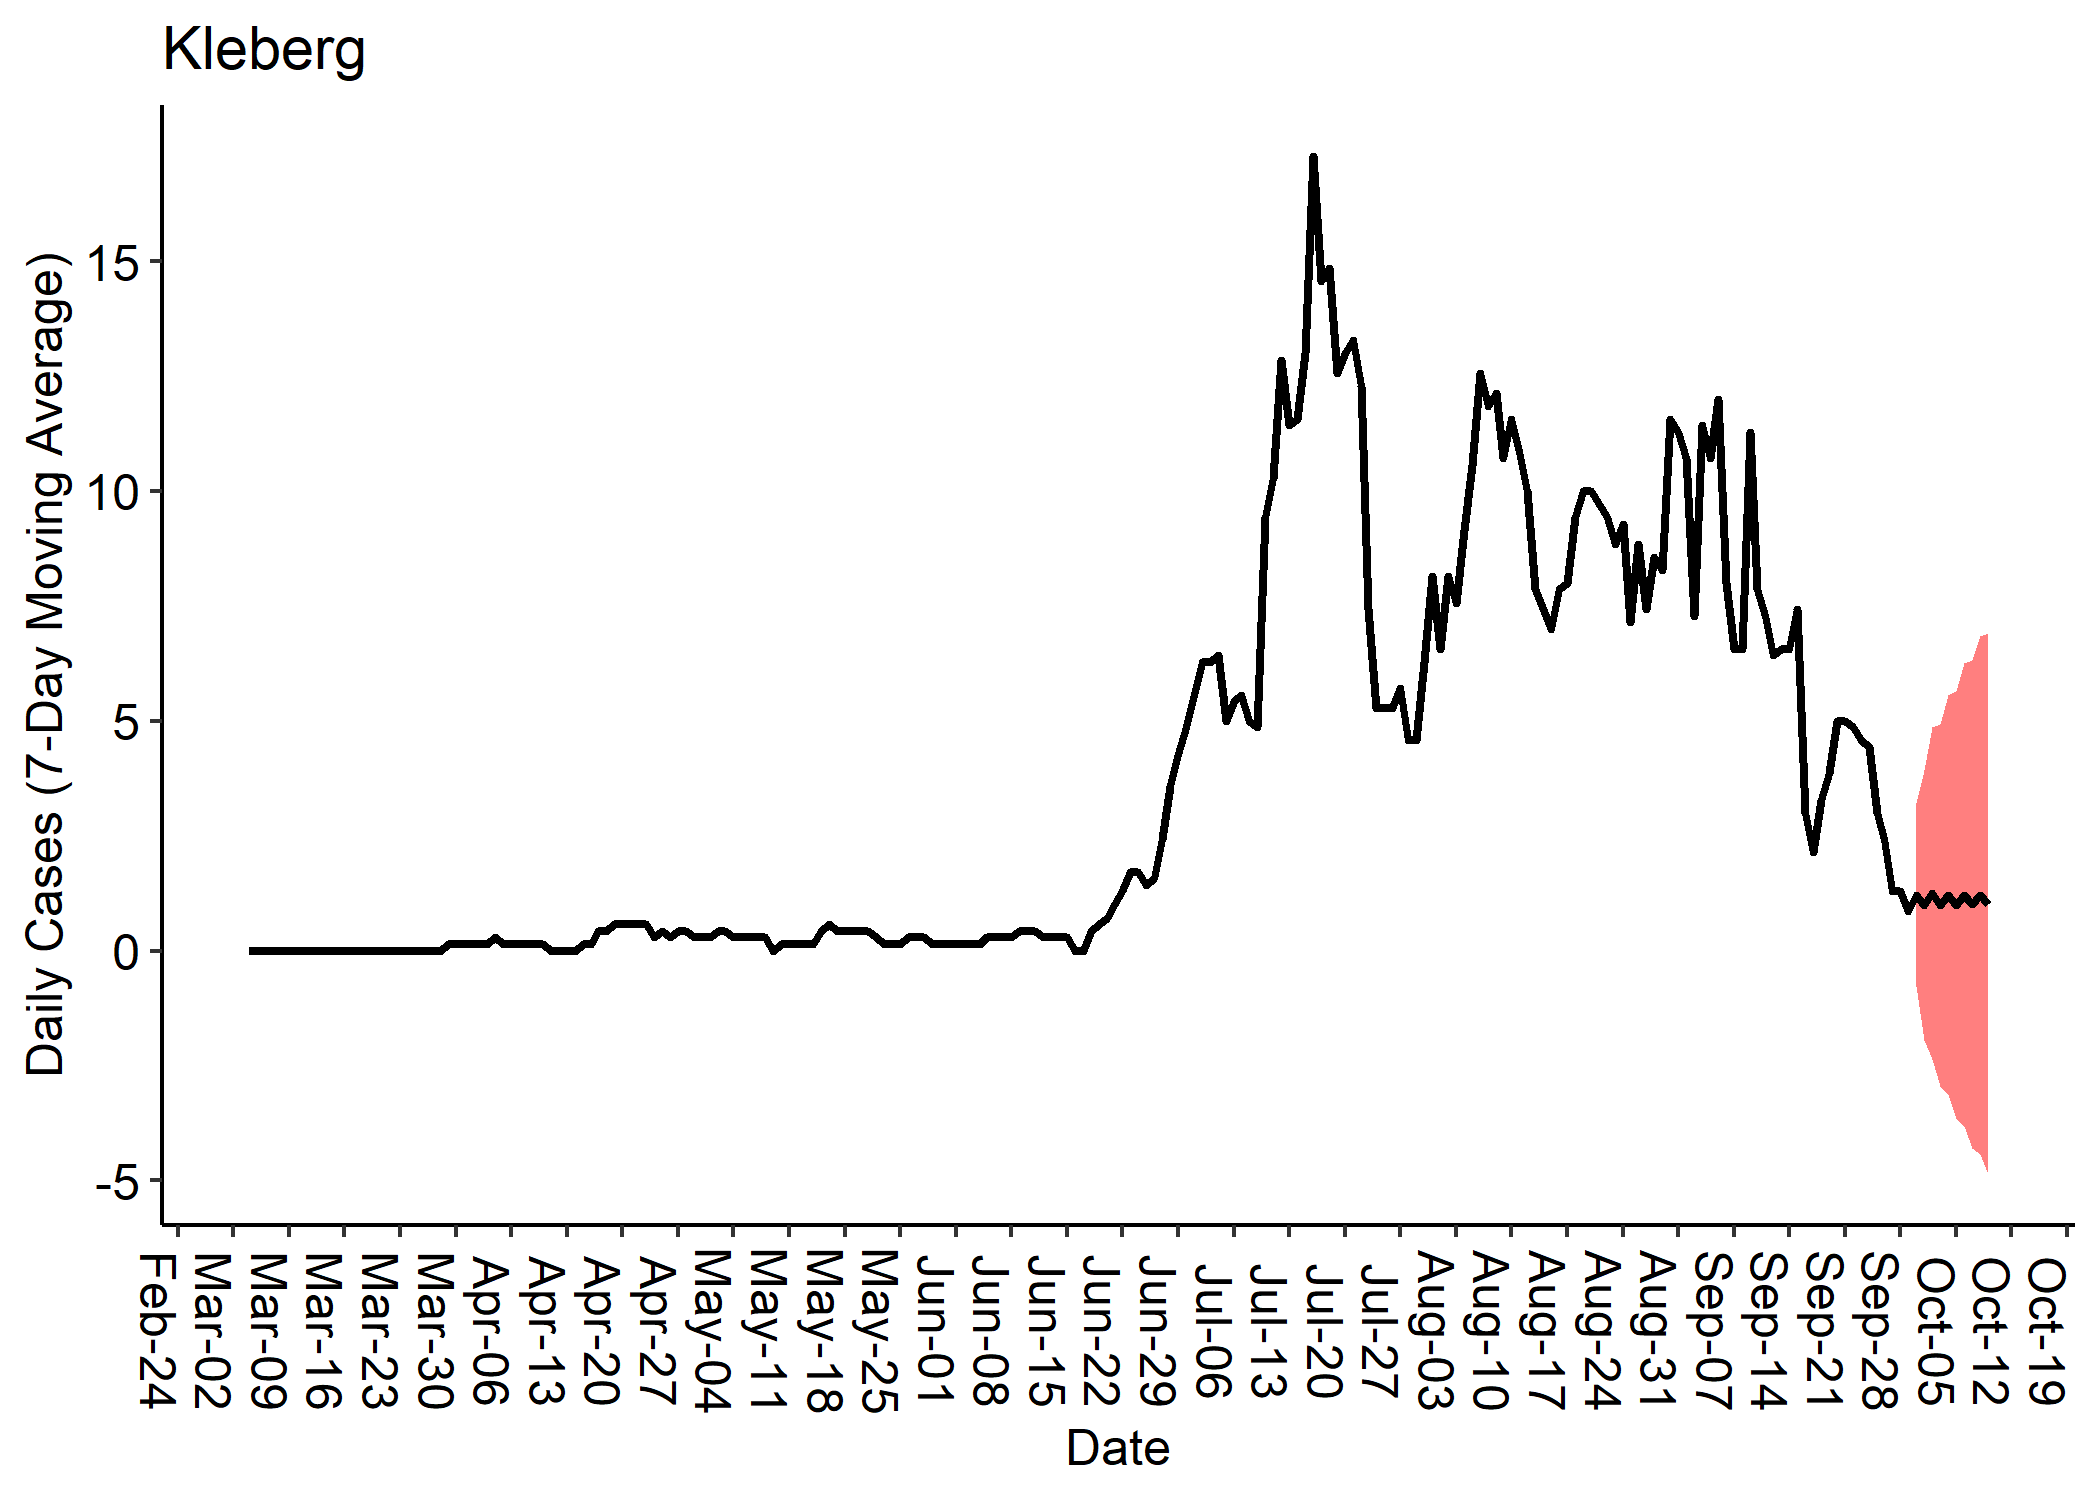 Kleberg
Daily Cases (7-Day Moving Average)
15
10
5
0
-5
Feb-24
Mar-02
Mar-09
Mar-16
Mar-23
Mar-30
Apr-06
Apr-13
Apr-20
Apr-27
May-04
May-11
May-18
May-25
Jun-01
Jun-08
Jun-15
Jun-22
Jun-29
Jul-06
Jul-13
Jul-20
Jul-27
Aug-03
Aug-10
Aug-17
Aug-24
Aug-31
Sep-07
Sep-14
Sep-21
Sep-28
Oct-05
Oct-12
Oct-19
Date